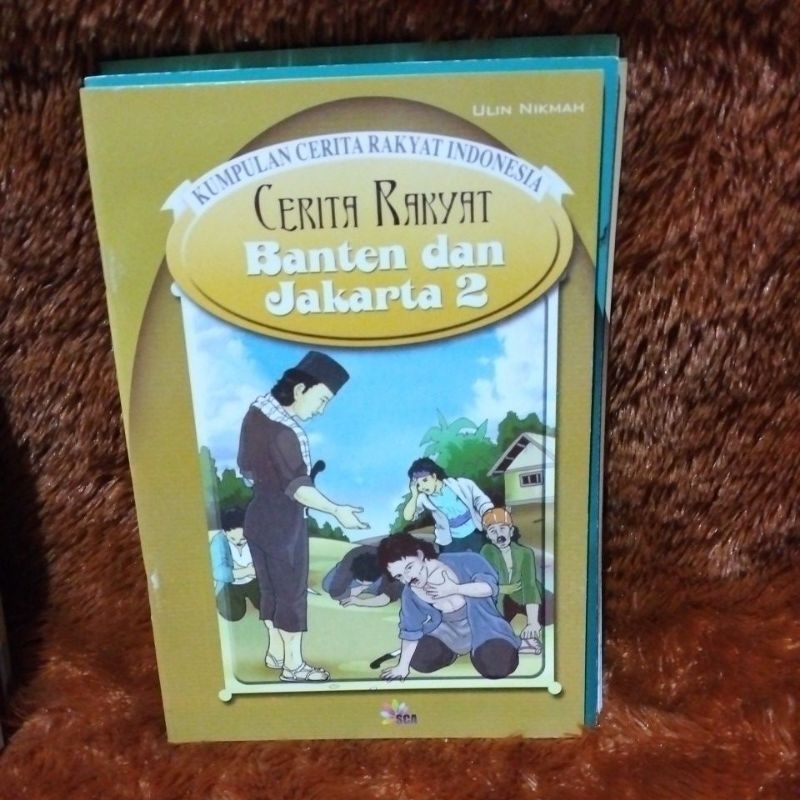 ULIN NIKMAH
KUMPULAN CERITA RAKYAT INDONESIA
CERITA RAKYAT
Banten dan
Jakarta 2
SCA